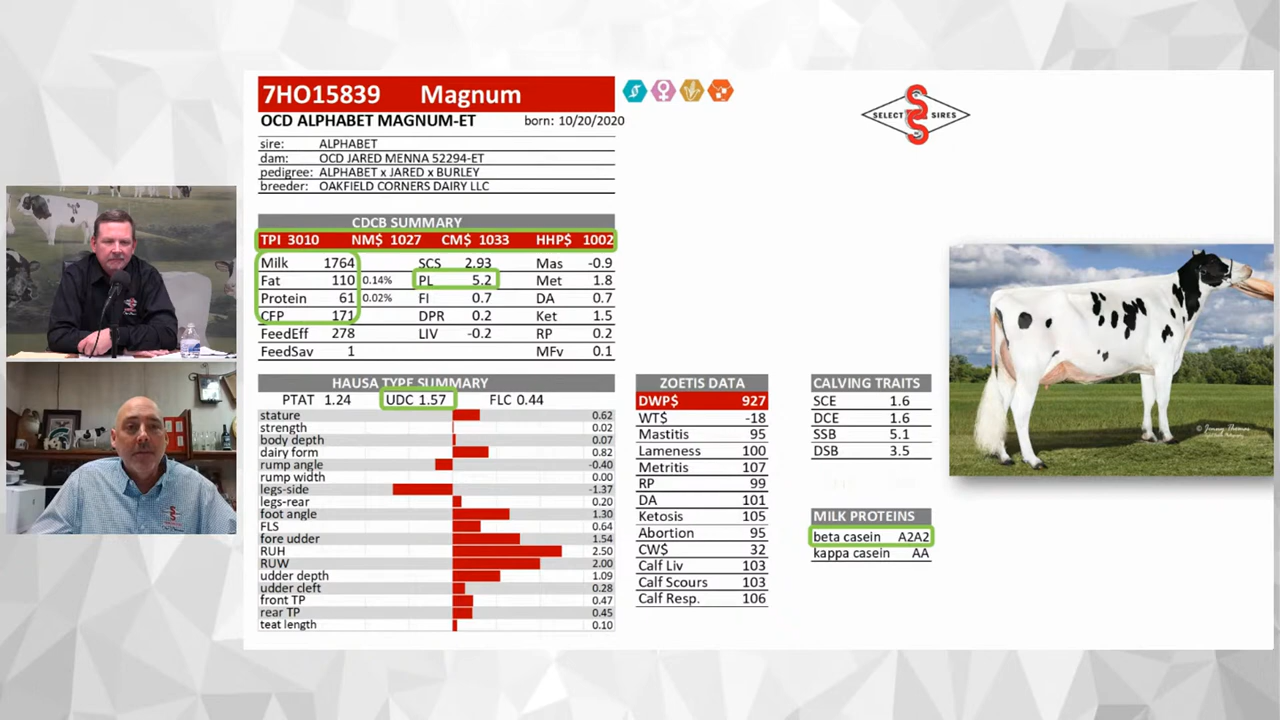 7HO15839 Magnum
OCD ALPHABET MAGNUM-ET born: 10/20/2020
sire: ALPHABET
dam: OCD JARED MENNA 52294-ET
pedigree: ALPHABET x JARED x BURLEY
breeder: OAKFIELD CORNERS DAIRY LLC
SELECT SIRES
CDCB SUMMARY
TPI 3010 NM$ 1027 CM$ 1033 HHP$ 1002
Milk 1764 SCS 2.93 Mas -0.9
Fat 110 0.14% PL 5.2 Met 1.8
Protein 61 0.02% FI 0.7 DA 0.7
CFP 171 DPR 0.2 Ket 1.5
FeedEff 278 LIV -0.2 RP 0.2
FeedSav 1 MFv 0.1
HAUSA TYPE SUMMARY
PTAT 1.24 UDC 1.57 FLC 0.44
stature 0.62
strength 0.02
body depth 0.07
dairy form 0.82
rump angle -0.40
rump width 0.00
legs-side -1.37
legs-rear 0.20
foot angle 1.30
FLS 0.64
fore udder 1.54
RUH 2.50
RUW 2.00
udder depth 1.09
udder cleft 0.28
front TP 0.47
rear TP 0.45
teat length 0.10
ZOETIS DATA
DWP$ 927
WT$ -18
Mastitis 95
Lameness 100
Metritis 107
RP 99
DA 101
Ketosis 105
Abortion 95
CW$ 32
Calf Liv 103
Calf Scours 103
Calf Resp. 106
CALVING TRAITS
SCE 1.6
DCE 1.6
SSB 5.1
DSB 3.5
MILK PROTEINS
beta casein A2A2
kappa casein AA